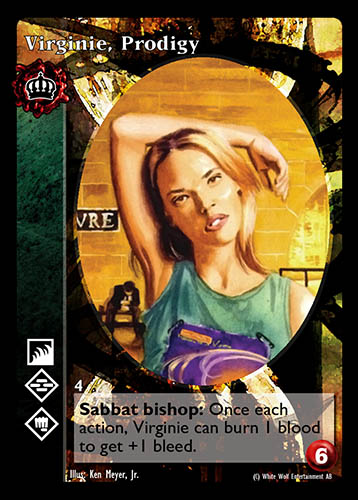 Virginie, Prodigy
VRE
4
Sabbat bishop: Once each
action, Virginie can burn 1 blood
to get +1 bleed.
6
Illus: Ken Meyer, Jr.
(C) White Wolf Entertainment AB